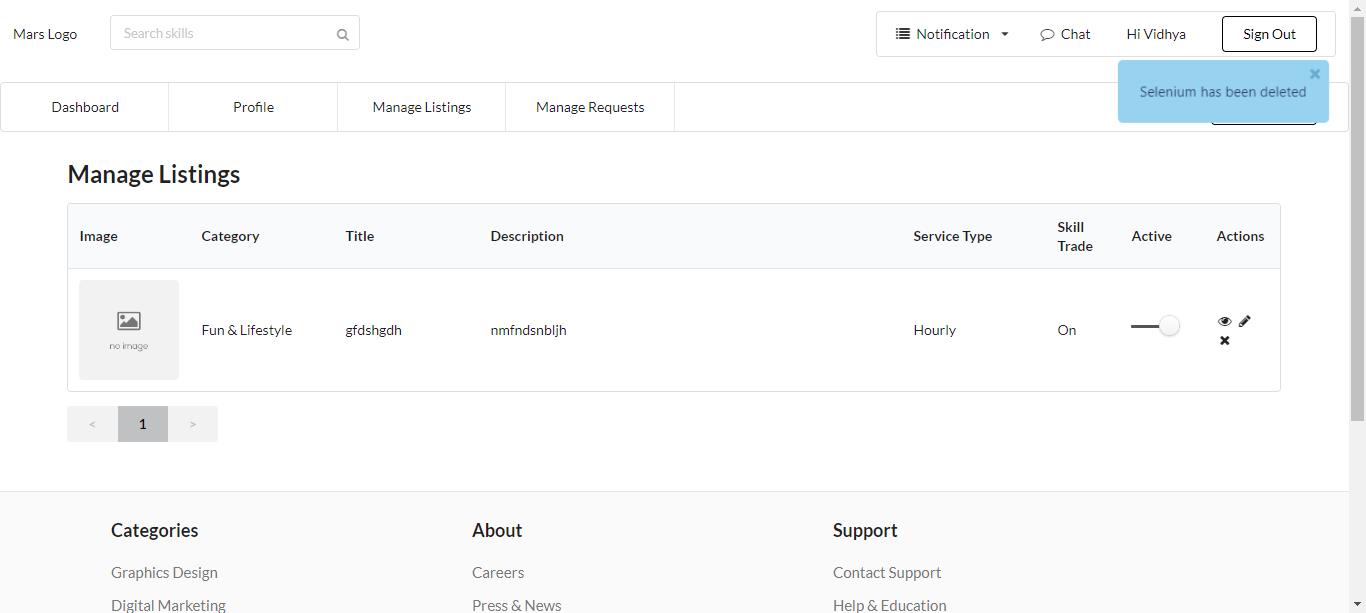 Mars Logo
Search skills
Notification
Chat
Hi Vidhya
Sign Out
Selenium has been deleted
Dashboard
Profile
Manage Listings
Manage Requests
Manage Listings
Image
Category
Title
Description
Service Type
Skill
Trade
Active
Actions
no image
Fun & Lifestyle
gfdshgdh
nmfndsnbljh
Hourly
On
<
1
>
Categories
About
Support
Graphics Design
Careers
Contact Support
Digital Marketing
Press & News
Help & Education